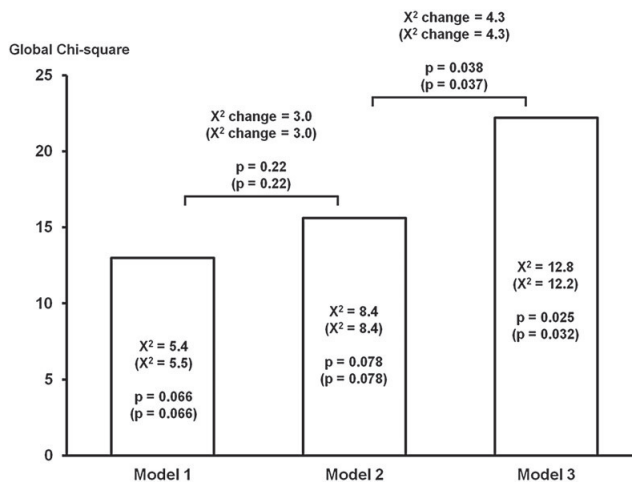 X² change = 4.3
(X² change = 4.3)
p = 0.038
(p = 0.037)
Global Chi-square
25
20
15
10
5
0
X² change = 3.0
(X² change = 3.0)
p = 0.22
(p = 0.22)
X² = 5.4
(X² = 5.5)
p = 0.066
(p = 0.066)
X² = 8.4
(X² = 8.4)
p = 0.078
(p = 0.078)
X² = 12.8
(X² = 12.2)
p = 0.025
(p = 0.032)
Model 1
Model 2
Model 3